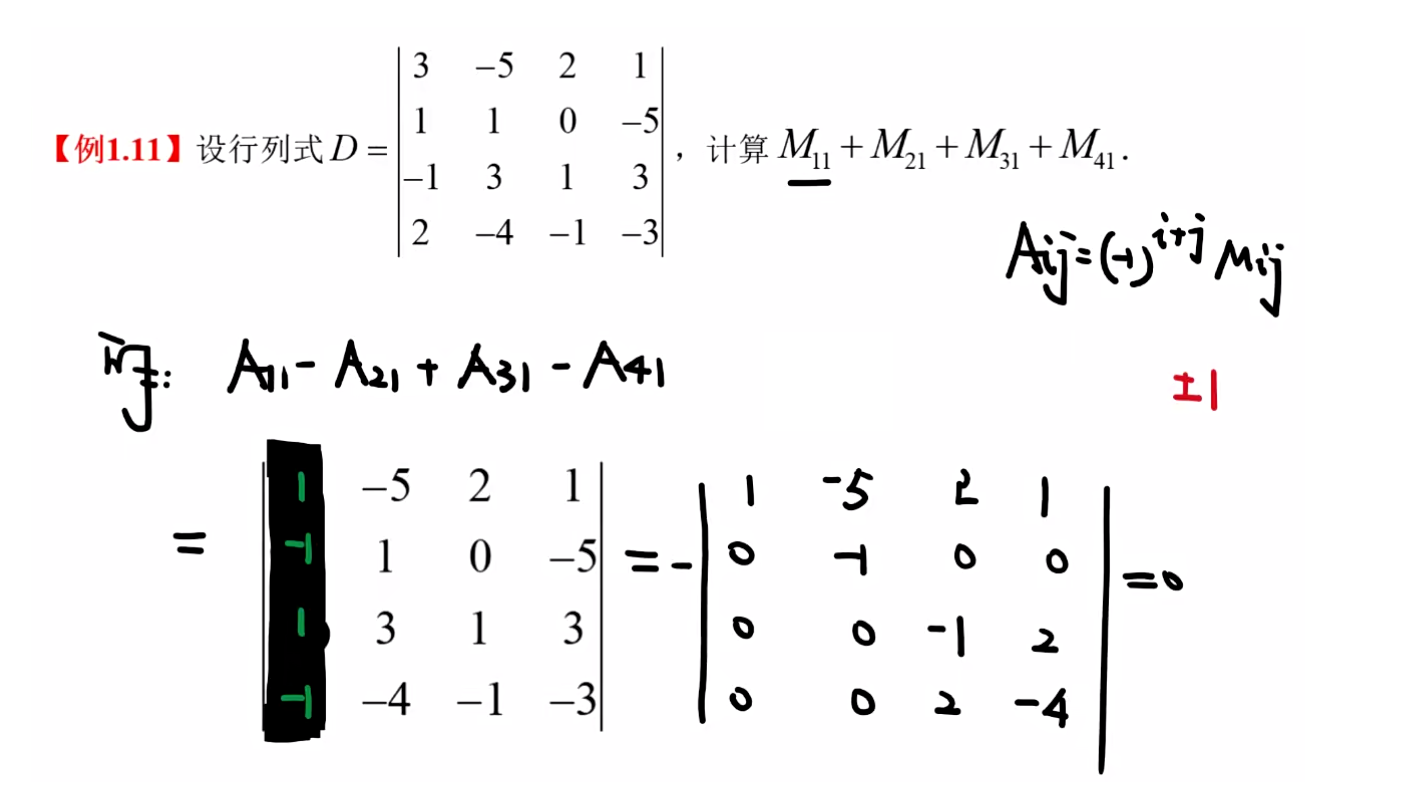 3 −5 2 1
1 1 0 −5
【例1.11】设行列式 D = ，计算 M₁₁ + M₂₁ + M₃₁ + M₄₁.
−1 3 1 3
2 −4 −1 −3
Aij = (-1)^{i+j} Mij
A11 - A21 + A31 - A41
±1
1 −5 2 1 1 -5 2 1
= -1 1 0 −5 = - 0 -1 0 0 = 0
1 3 1 3 0 0 -1 2
-1 −4 −1 −3 0 0 2 -4